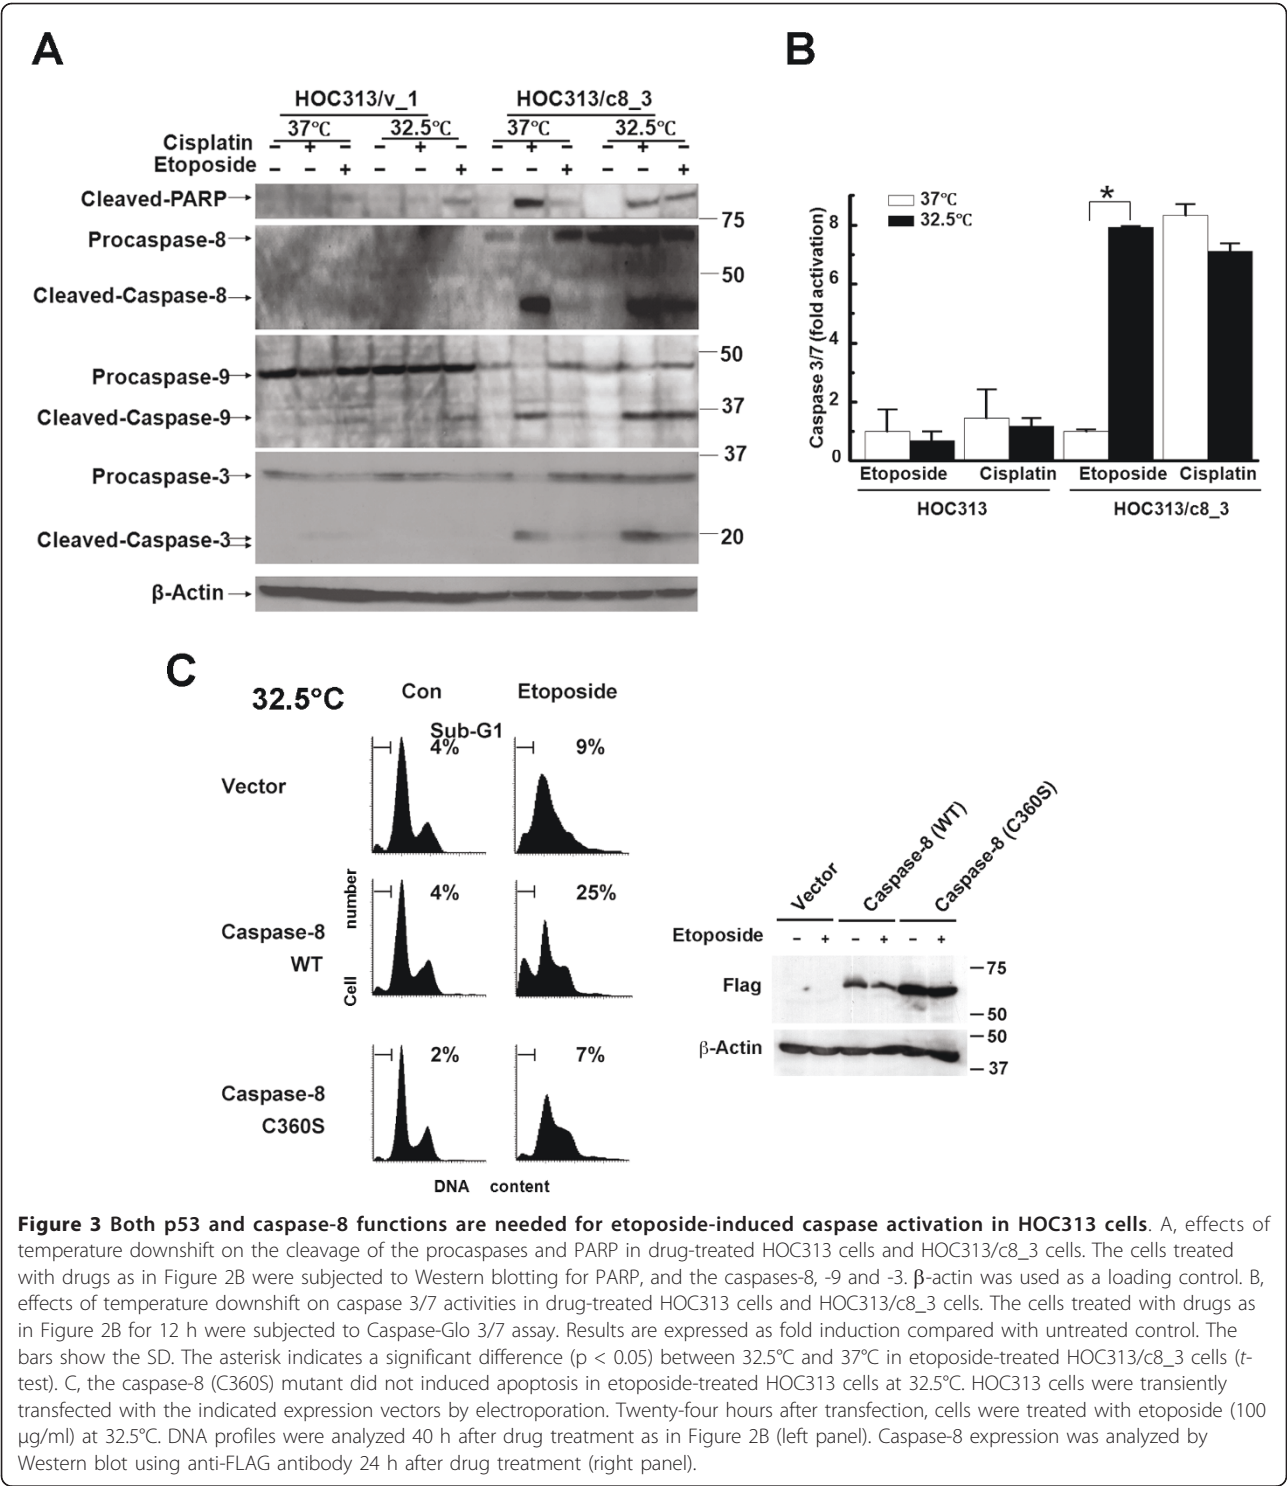 A
HOC313/v_1 HOC313/c8_3
37℃ 32.5℃ 37℃ 32.5℃
Cisplatin – + – – + – – + – – + –
Etoposide – – + – – + – – + – – +
Cleaved-PARP
75
Procaspase-8
50
Cleaved-Caspase-8
50
Procaspase-9
37
Cleaved-Caspase-9
37
Procaspase-3
Cleaved-Caspase-3
20
β-Actin
B
37℃
32.5℃
*
Caspase 3/7 (fold activation)
8
6
4
2
0
Etoposide Cisplatin Etoposide Cisplatin
HOC313 HOC313/c8_3
C
32.5°C
Con Etoposide
Sub-G1
Vector 4% 9%
Caspase-8 WT 4% 25%
Caspase-8 C360S 2% 7%
Cell number
DNA content
Vector
Caspase-8 (WT)
Caspase-8 (C360S)
Etoposide – + – + – +
Flag
75
50
β-Actin
50
37
Figure 3 Both p53 and caspase-8 functions are needed for etoposide-induced caspase activation in HOC313 cells. A, effects of
temperature downshift on the cleavage of the procaspases and PARP in drug-treated HOC313 cells and HOC313/c8_3 cells. The cells treated
with drugs as in Figure 2B were subjected to Western blotting for PARP, and the caspases-8, -9 and -3. β-actin was used as a loading control. B,
effects of temperature downshift on caspase 3/7 activities in drug-treated HOC313 cells and HOC313/c8_3 cells. The cells treated with drugs as
in Figure 2B for 12 h were subjected to Caspase-Glo 3/7 assay. Results are expressed as fold induction compared with untreated control. The
bars show the SD. The asterisk indicates a significant difference (p < 0.05) between 32.5°C and 37°C in etoposide-treated HOC313/c8_3 cells (t-
test). C, the caspase-8 (C360S) mutant did not induced apoptosis in etoposide-treated HOC313 cells at 32.5°C. HOC313 cells were transiently
transfected with the indicated expression vectors by electroporation. Twenty-four hours after transfection, cells were treated with etoposide (100
μg/ml) at 32.5°C. DNA profiles were analyzed 40 h after drug treatment as in Figure 2B (left panel). Caspase-8 expression was analyzed by
Western blot using anti-FLAG antibody 24 h after drug treatment (right panel).